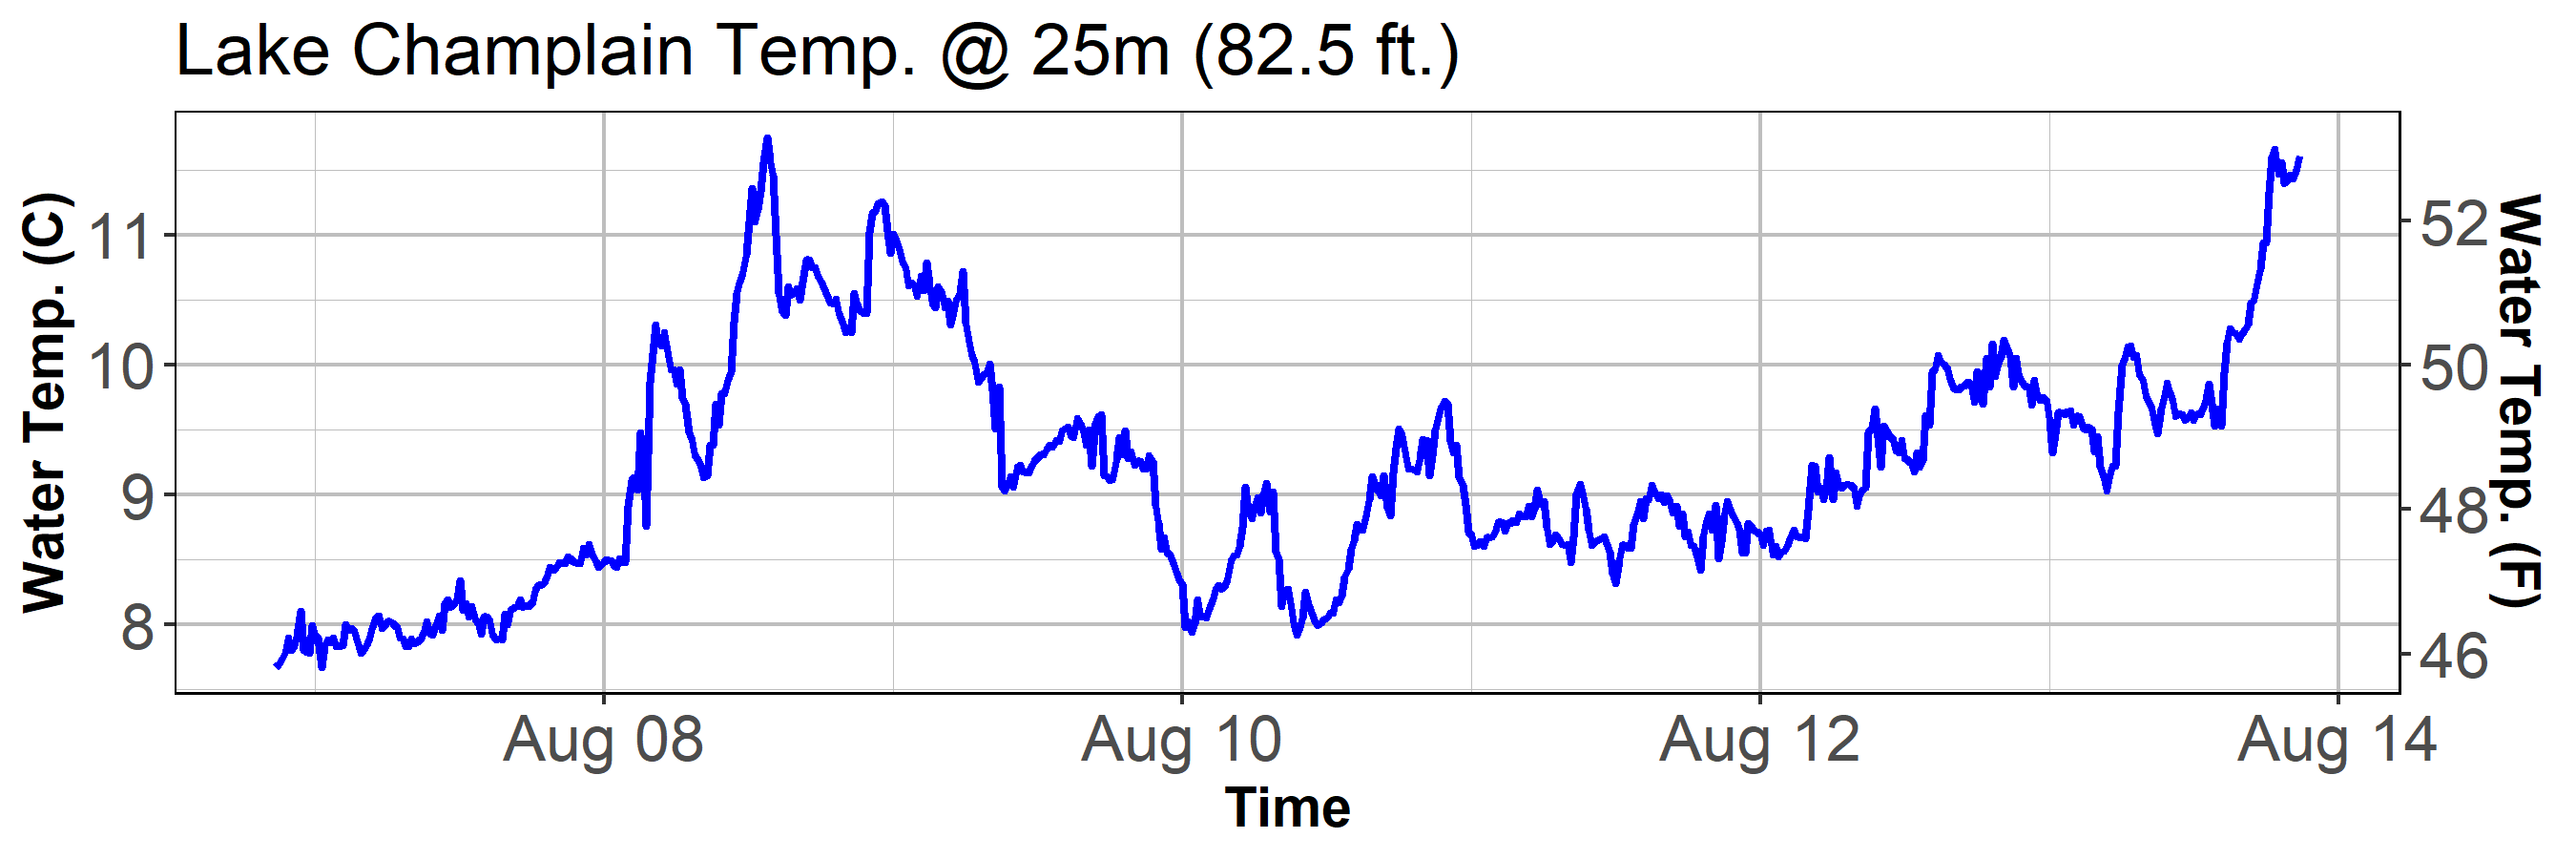 Lake Champlain Temp. @ 25m (82.5 ft.)
Water Temp. (C)
11
10
9
8
52
50
48
46
Water Temp. (F)
Aug 08
Aug 10
Aug 12
Aug 14
Time